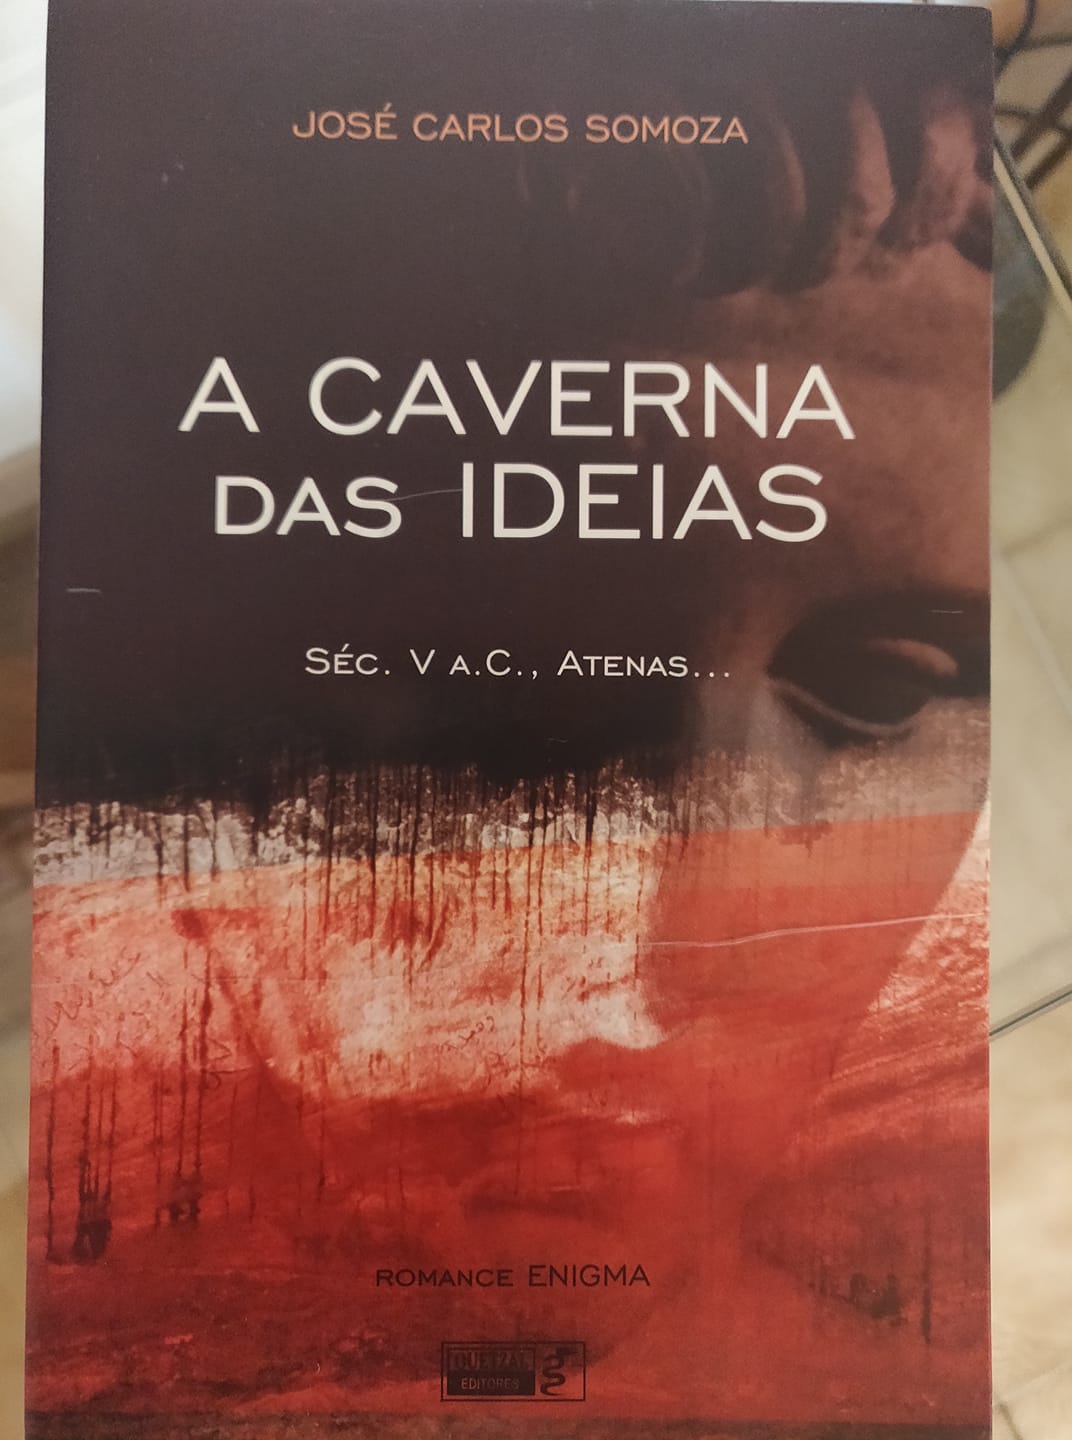 JOSÉ CARLOS SOMOZA
A CAVERNA
DAS IDEIAS
SÉC. V A.C., ATENAS...
ROMANCE ENIGMA
QUETZAL
EDITORES